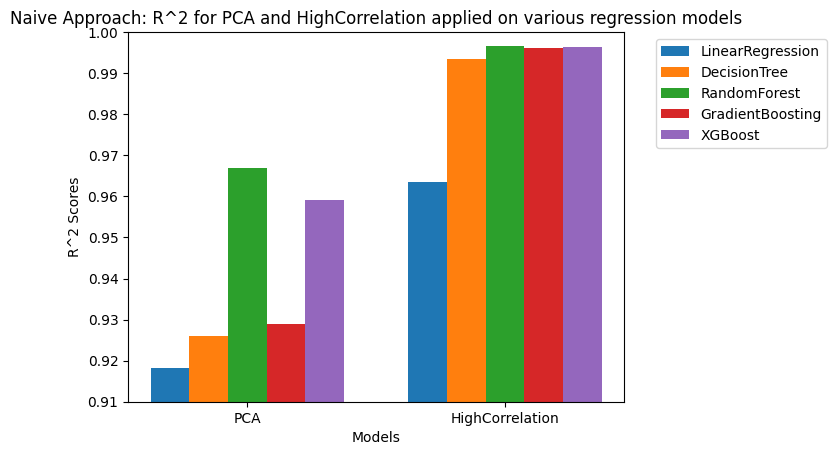 Naive Approach: R^2 for PCA and HighCorrelation applied on various regression models
1.00
0.99
0.98
0.97
0.96
0.95
0.94
0.93
0.92
0.91
R^2 Scores
PCA
HighCorrelation
Models
LinearRegression
DecisionTree
RandomForest
GradientBoosting
XGBoost